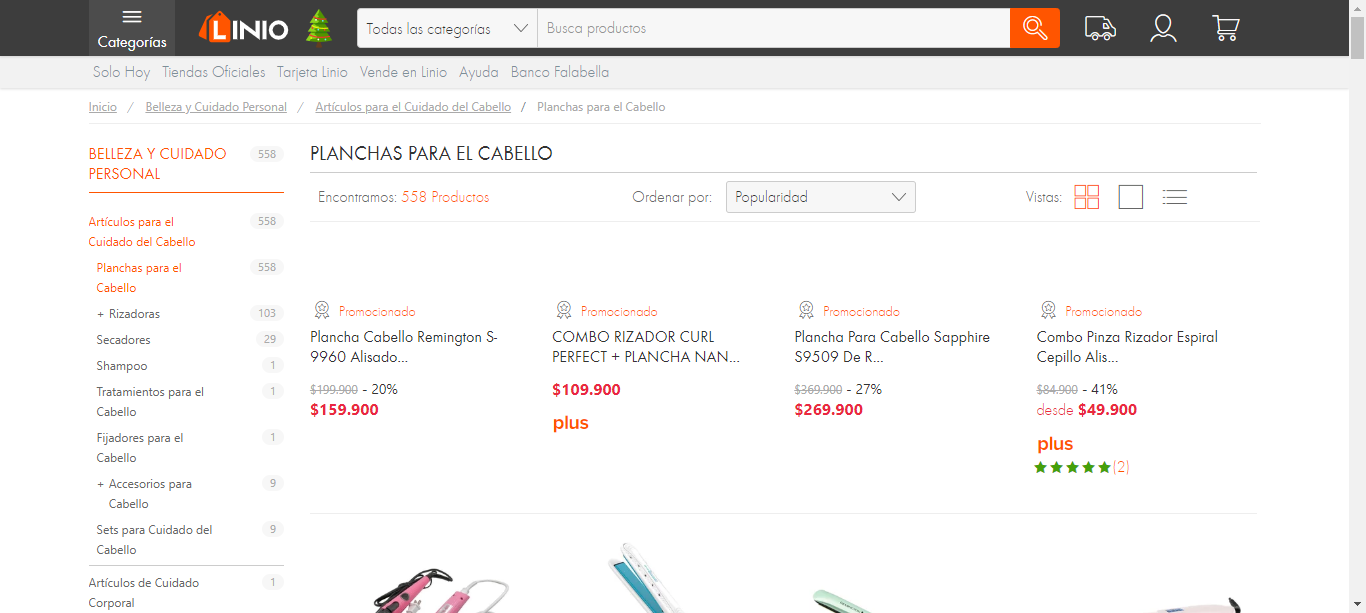 Categorías
LINIO
Todas las categorías
Busca productos
Solo Hoy Tiendas Oficiales Tarjeta Linio Vende en Linio Ayuda Banco Falabella
Inicio / Belleza y Cuidado Personal / Artículos para el Cuidado del Cabello / Planchas para el Cabello
BELLEZA Y CUIDADO
PERSONAL
558
Artículos para el
Cuidado del Cabello
558
Planchas para el
Cabello
558
+ Rizadoras 103
Secadores 29
Shampoo 1
Tratamientos para el
Cabello
1
Fijadores para el
Cabello
1
+ Accesorios para
Cabello
9
Sets para Cuidado del
Cabello
9
Artículos de Cuidado
Corporal
1
PLANCHAS PARA EL CABELLO
Encontramos: 558 Productos
Ordenar por: Popularidad
Vistas:
Promocionado
Plancha Cabello Remington S-
9960 Alisado...
$199.900 - 20%
$159.900
Promocionado
COMBO RIZADOR CURL
PERFECT + PLANCHA NAN...
$109.900
plus
Promocionado
Plancha Para Cabello Sapphire
S9509 De R...
$369.900 - 27%
$269.900
Promocionado
Combo Pinza Rizador Espiral
Cepillo Alis...
$84.900 - 41%
desde $49.900
plus
(2)